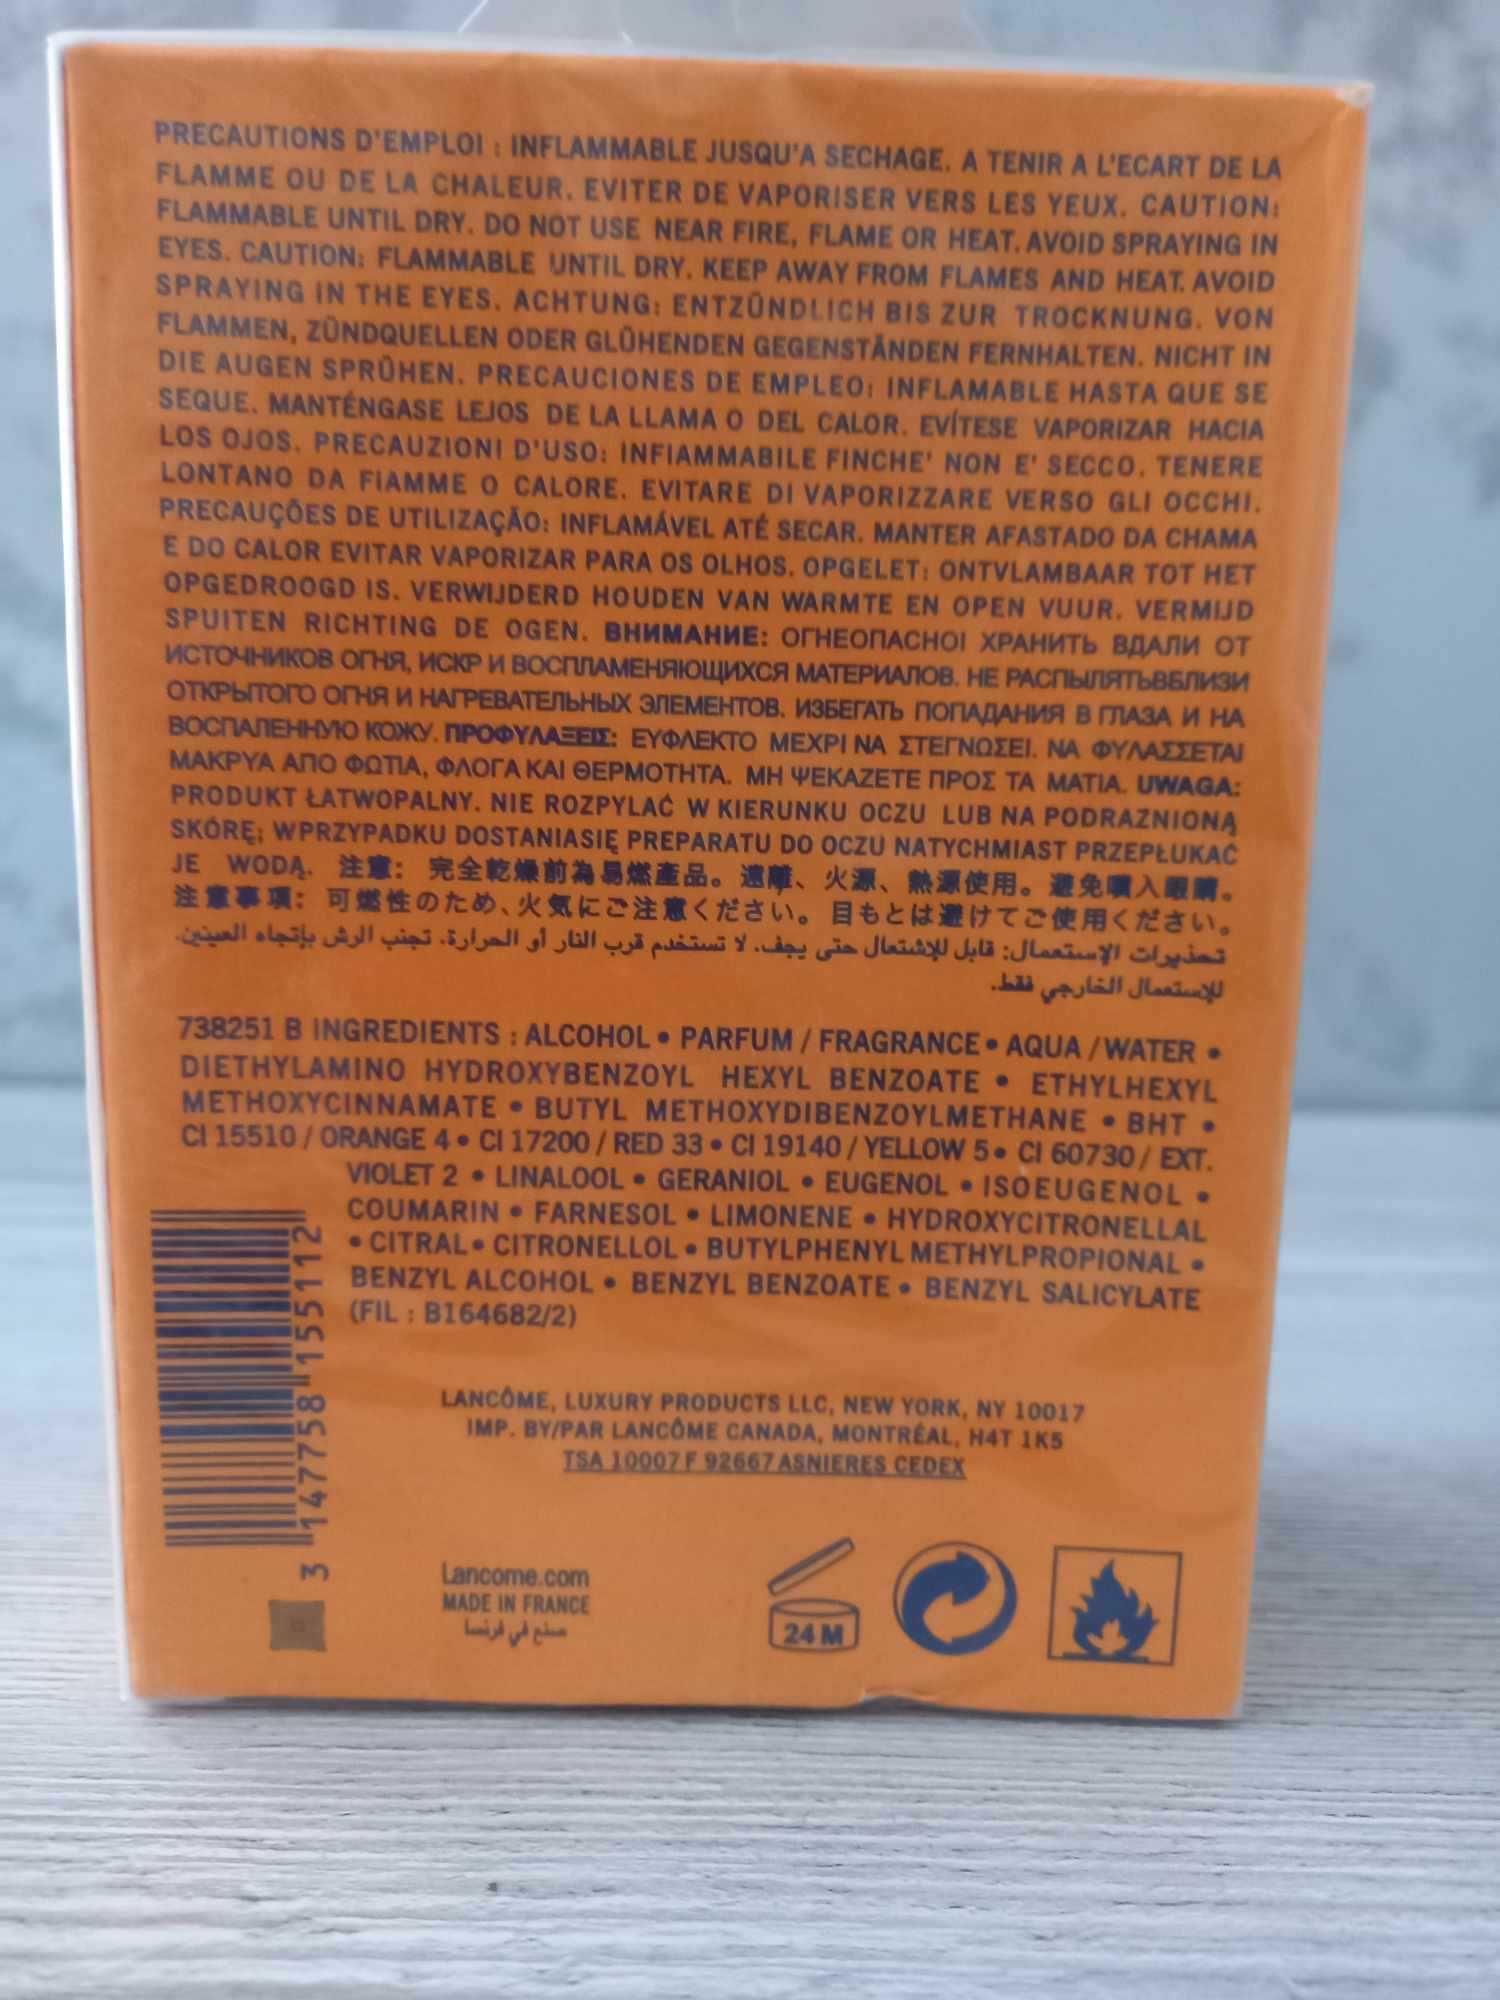 PRECAUTIONS D'EMPLOI : INFLAMMABLE JUSQU'A SECHAGE. A TENIR A L'ECART DE LA
FLAMME OU DE LA CHALEUR. EVITER DE VAPORISER VERS LES YEUX. CAUTION:
FLAMMABLE UNTIL DRY. DO NOT USE NEAR FIRE, FLAME OR HEAT. AVOID SPRAYING IN
EYES. CAUTION: FLAMMABLE UNTIL DRY. KEEP AWAY FROM FLAMES AND HEAT. AVOID
SPRAYING IN THE EYES. ACHTUNG: ENTZÜNDLICH BIS ZUR TROCKNUNG. VON
FLAMMEN, ZÜNDQUELLEN ODER GLÜHENDEN GEGENSTÄNDEN FERNHALTEN. NICHT IN
DIE AUGEN SPRÜHEN. PRECAUCIONES DE EMPLEO: INFLAMABLE HASTA QUE SE
SEQUE. MANTÉNGASE LEJOS DE LA LLAMA O DEL CALOR. EVÍTESE VAPORIZAR HACIA
LOS OJOS. PRECAUZIONI D'USO: INFIAMMABILE FINCHE' NON E' SECCO. TENERE
LONTANO DA FIAMME O CALORE. EVITARE DI VAPORIZZARE VERSO GLI OCCHI.
PRECAUÇÕES DE UTILIZAÇÃO: INFLAMÁVEL ATÉ SECAR. MANTER AFASTADO DA CHAMA
E DO CALOR EVITAR VAPORIZAR PARA OS OLHOS. OPGELET: ONTVLAMBAAR TOT HET
OPGEDROOGD IS. VERWIJDERD HOUDEN VAN WARMTE EN OPEN VUUR. VERMIJD
SPUITEN RICHTING DE OGEN. ВНИМАНИЕ: ОГНЕОПАСНО! ХРАНИТЬ ВДАЛИ ОТ
ИСТОЧНИКОВ ОГНЯ, ИСКР И ВОСПЛАМЕНЯЮЩИХСЯ МАТЕРИАЛОВ. НЕ РАСПЫЛЯТЬВБЛИЗИ
ОТКРЫТОГО ОГНЯ И НАГРЕВАТЕЛЬНЫХ ЭЛЕМЕНТОВ. ИЗБЕГАТЬ ПОПАДАНИЯ В ГЛАЗА И НА
ВОСПАЛЕННУЮ КОЖУ. ΠΡΟΦΥΛΑΞΕΙΣ: ΕΥΦΛΕΚΤΟ ΜΕΧΡΙ ΝΑ ΣΤΕΓΝΩΣΕΙ. ΝΑ ΦΥΛΑΣΣΕΤΑΙ
ΜΑΚΡΥΑ ΑΠΟ ΦΩΤΙΑ, ΦΛΟΓΑ ΚΑΙ ΘΕΡΜΟΤΗΤΑ. ΜΗ ΨΕΚΑΖΕΤΕ ΠΡΟΣ ΤΑ ΜΑΤΙΑ. UWAGA:
PRODUKT ŁATWOPALNY. NIE ROZPYLAĆ W KIERUNKU OCZU LUB NA PODRAZNIONĄ
SKÓRĘ; WPRZYPADKU DOSTANIASIĘ PREPARATU DO OCZU NATYCHMIAST PRZEPŁUKAĆ
JE WODĄ. 注意: 完全乾燥前為易燃產品。遠離、火源、熱源使用。避免噴入眼睛。
注意事項: 可燃性のため、火気にご注意ください。目もとは避けてご使用ください。
تحذيرات الإستعمال: قابل للإشتعال حتى يجف. لا تستخدم قرب النار أو الحرارة. تجنب الرش بإتجاه العينين.
للإستعمال الخارجي فقط.
738251 B INGREDIENTS : ALCOHOL • PARFUM / FRAGRANCE • AQUA / WATER •
DIETHYLAMINO HYDROXYBENZOYL HEXYL BENZOATE • ETHYLHEXYL
METHOXYCINNAMATE • BUTYL METHOXYDIBENZOYLMETHANE • BHT •
CI 15510 / ORANGE 4 • CI 17200 / RED 33 • CI 19140 / YELLOW 5 • CI 60730 / EXT.
VIOLET 2 • LINALOOL • GERANIOL • EUGENOL • ISOEUGENOL •
COUMARIN • FARNESOL • LIMONENE • HYDROXYCITRONELLAL
• CITRAL • CITRONELLOL • BUTYLPHENYL METHYLPROPIONAL •
BENZYL ALCOHOL • BENZYL BENZOATE • BENZYL SALICYLATE
(FIL : B164682/2)
3 147758 155112
LANCÔME, LUXURY PRODUCTS LLC, NEW YORK, NY 10017
IMP. BY/PAR LANCÔME CANADA, MONTRÉAL, H4T 1K5
TSA 10007 F 92667 ASNIERES CEDEX
Lancome.com
MADE IN FRANCE
صنع في فرنسا
24 M